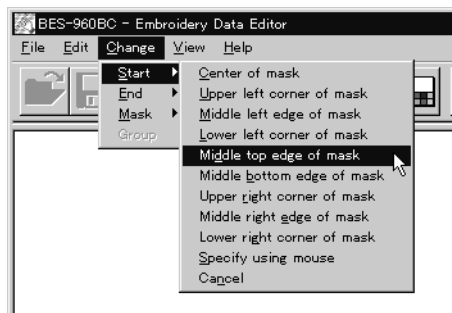 BES-960BC - Embroidery Data Editor
File Edit Change View Help
Start
End
Mask
Group
Center of mask
Upper left corner of mask
Middle left edge of mask
Lower left corner of mask
Middle top edge of mask
Middle bottom edge of mask
Upper right corner of mask
Middle right edge of mask
Lower right corner of mask
Specify using mouse
Cancel